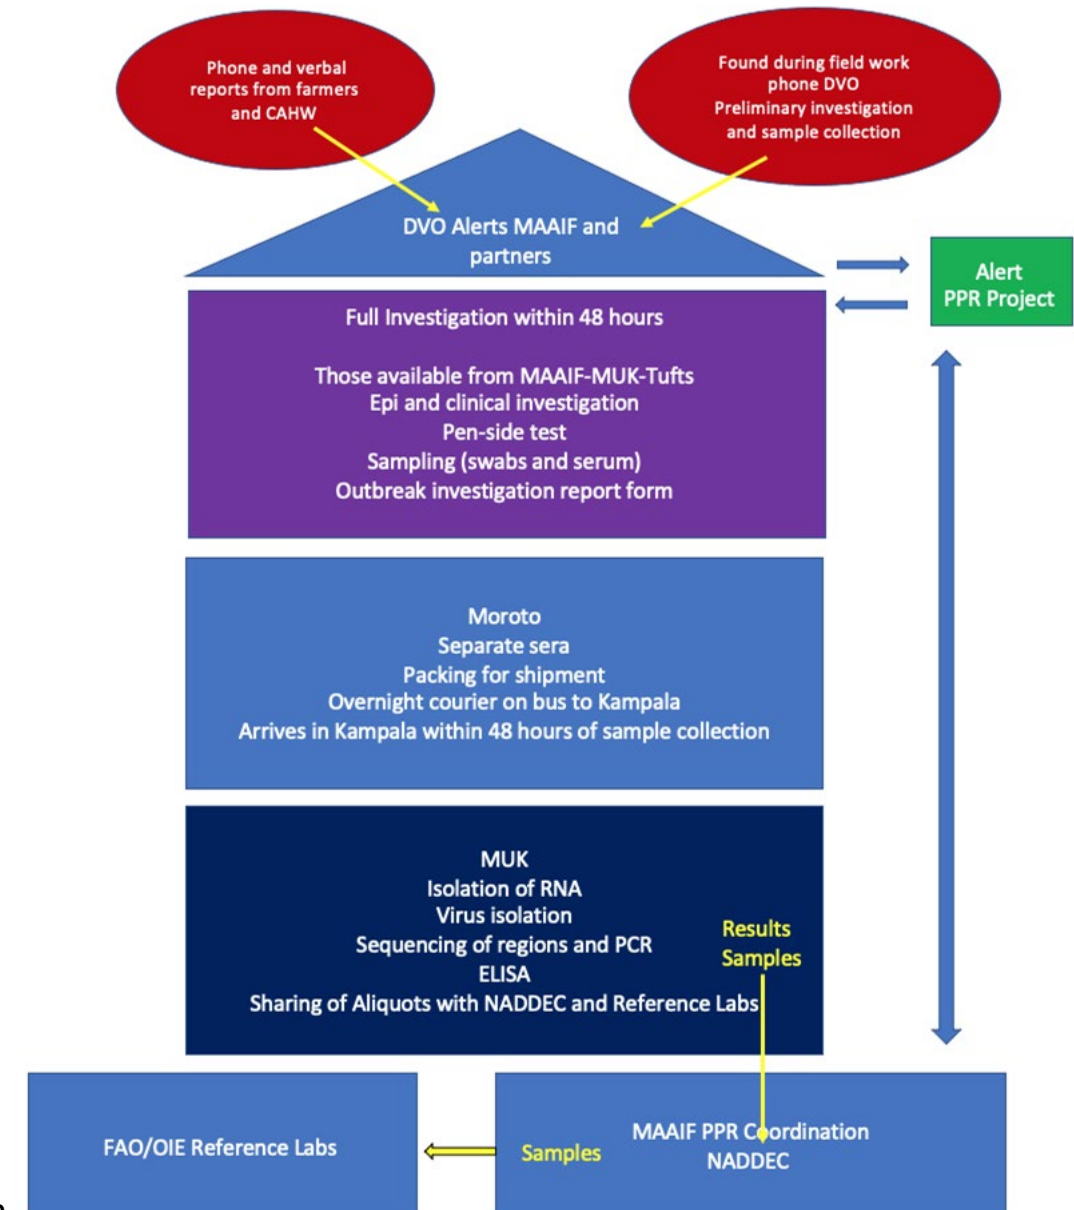 Phone and verbal
reports from farmers
and CAHW
Found during field work
phone DVO
Preliminary investigation
and sample collection
DVO Alerts MAAIF and
partners
Alert
PPR Project
Full Investigation within 48 hours
Those available from MAAIF-MUK-Tufts
Epi and clinical investigation
Pen-side test
Sampling (swabs and serum)
Outbreak investigation report form
Moroto
Separate sera
Packing for shipment
Overnight courier on bus to Kampala
Arrives in Kampala within 48 hours of sample collection
MUK
Isolation of RNA
Virus isolation
Sequencing of regions and PCR
ELISA
Sharing of Aliquots with NADDEC and Reference Labs
Results
Samples
FAO/OIE Reference Labs
Samples
MAAIF PPR Coordination
NADDEC